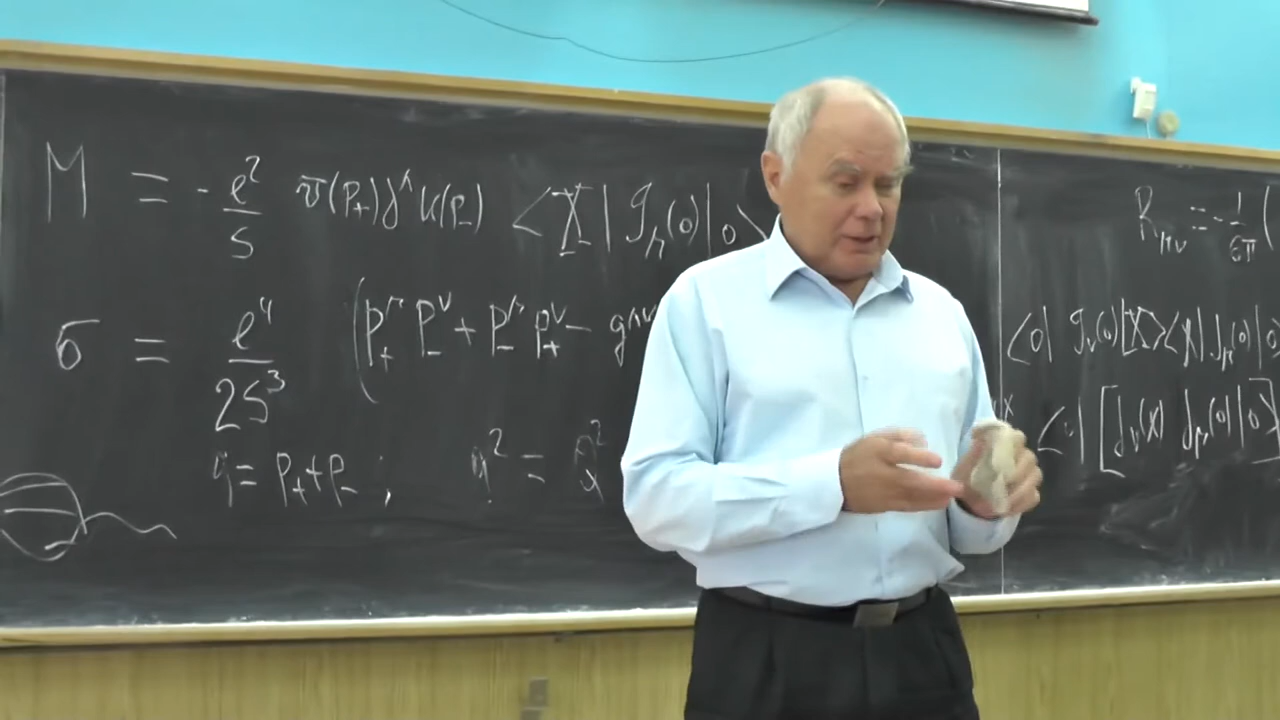 M = - e²/s v̄(p₊)γ^μ u(p₋) <X| J_μ(0)|0>
σ = e⁴/2s³ (p₊^μ p₋^ν + p₋^μ p₊^ν - g^μν
q = p₊ + p₋ ; q² =
R_μν = - 1/6π (
<0| J_ν(0)|X><X| J_μ(0)|0
<0| [J_ν(x) J_μ(0)|0>]